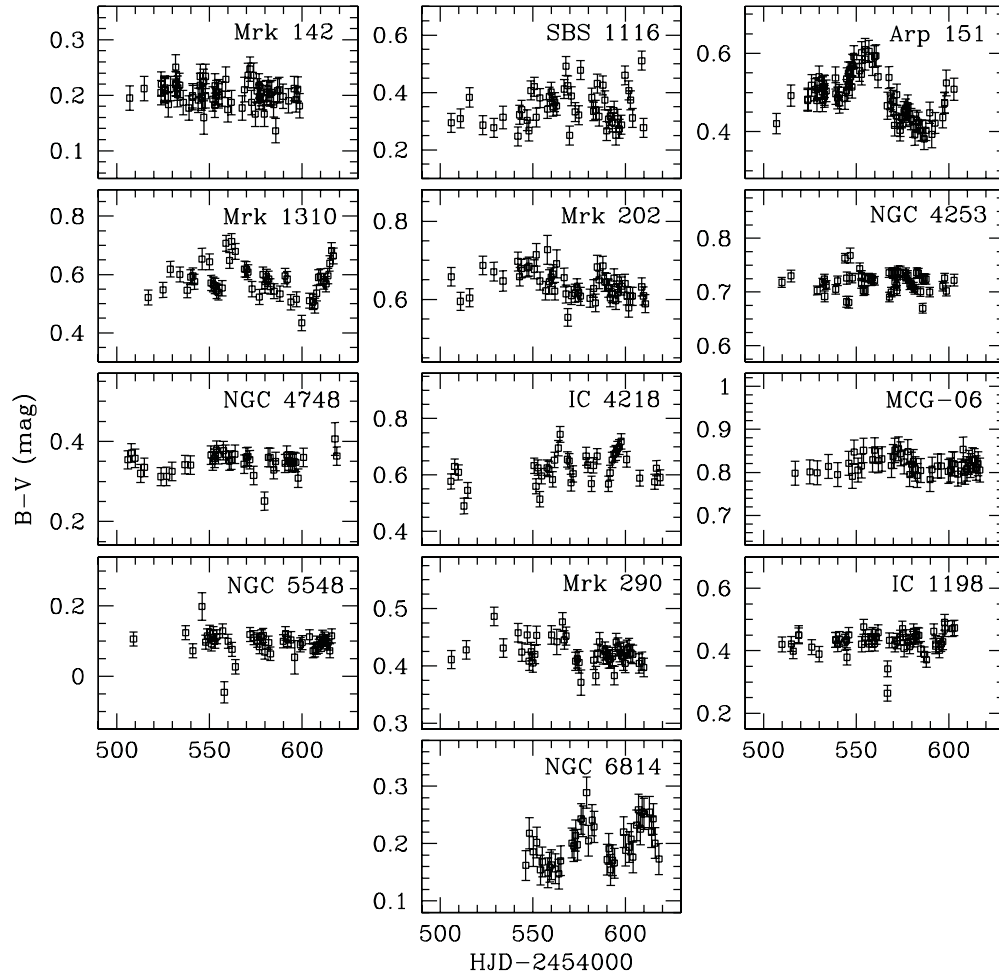 Mrk 142
SBS 1116
Arp 151
0.3
0.2
0.1
0.6
0.4
0.2
0.6
0.4
Mrk 1310
Mrk 202
NGC 4253
0.8
0.6
0.4
0.8
0.6
0.8
0.7
0.6
NGC 4748
IC 4218
MCG-06
0.4
0.2
0.8
0.6
0.4
1
0.9
0.8
0.7
B-V (mag)
NGC 5548
Mrk 290
IC 1198
0.2
0
0.5
0.4
0.3
0.6
0.4
0.2
500 550 600
500 550 600
NGC 6814
0.3
0.2
0.1
500 550 600
HJD-2454000